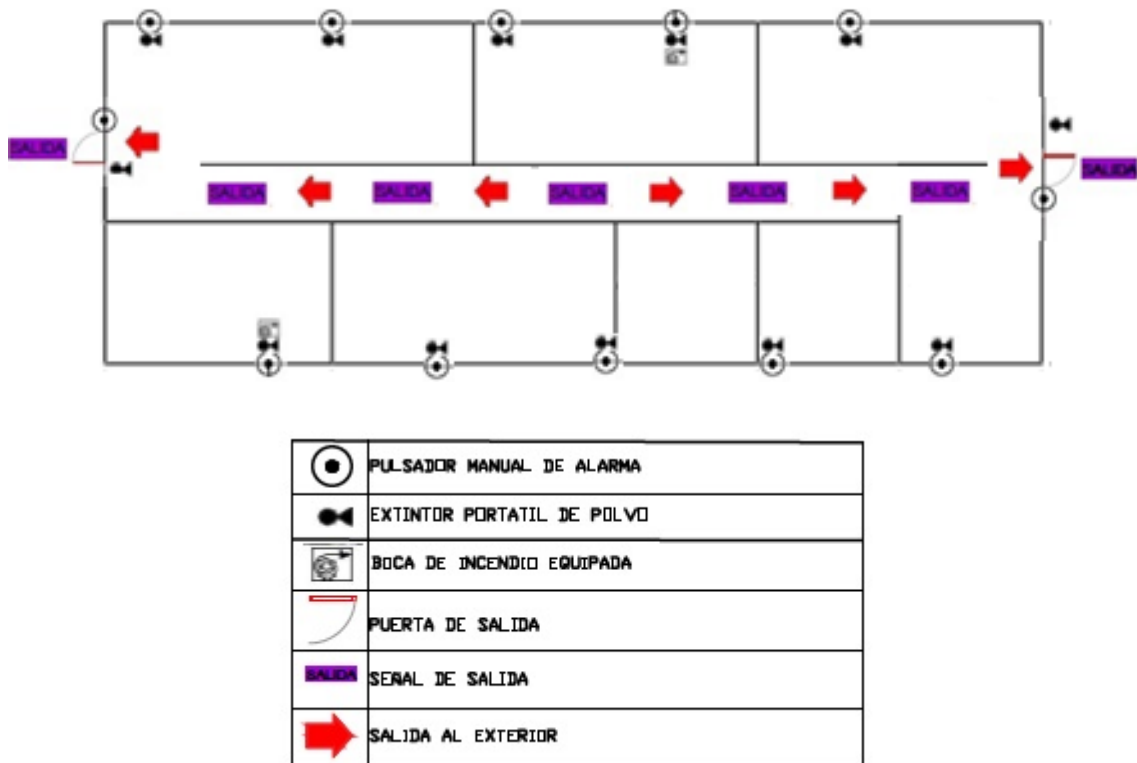 SALIDA
SALIDA
SALIDA SALIDA SALIDA SALIDA SALIDA
PULSADOR MANUAL DE ALARMA
EXTINTOR PORTATIL DE POLVO
BOCA DE INCENDIO EQUIPADA
PUERTA DE SALIDA
SALIDA SEÑAL DE SALIDA
SALIDA AL EXTERIOR